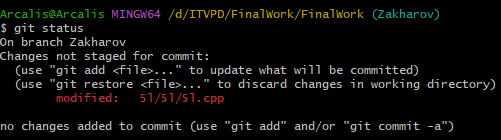 Arcalis@Arcalis MINGW64 /d/ITVPD/FinalWork/FinalWork (Zakharov)
$ git status
On branch Zakharov
Changes not staged for commit:
  (use "git add <file>..." to update what will be committed)
  (use "git restore <file>..." to discard changes in working directory)
        modified:   5l/5l/5l.cpp

no changes added to commit (use "git add" and/or "git commit -a")